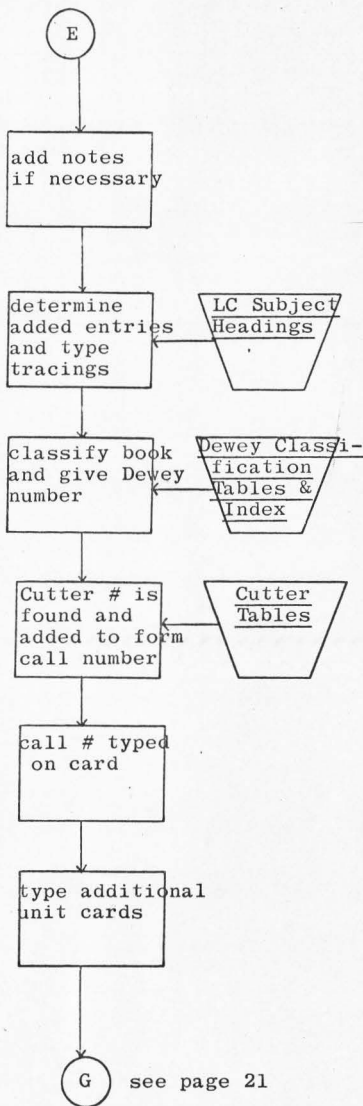 E
add notes
if necessary
determine
added entries
and type
tracings
LC Subject
Headings
classify book
and give Dewey
number
Dewey Classi-
fication
Tables &
Index
Cutter # is
found and
added to form
call number
Cutter
Tables
call # typed
on card
type additional
unit cards
G see page 21